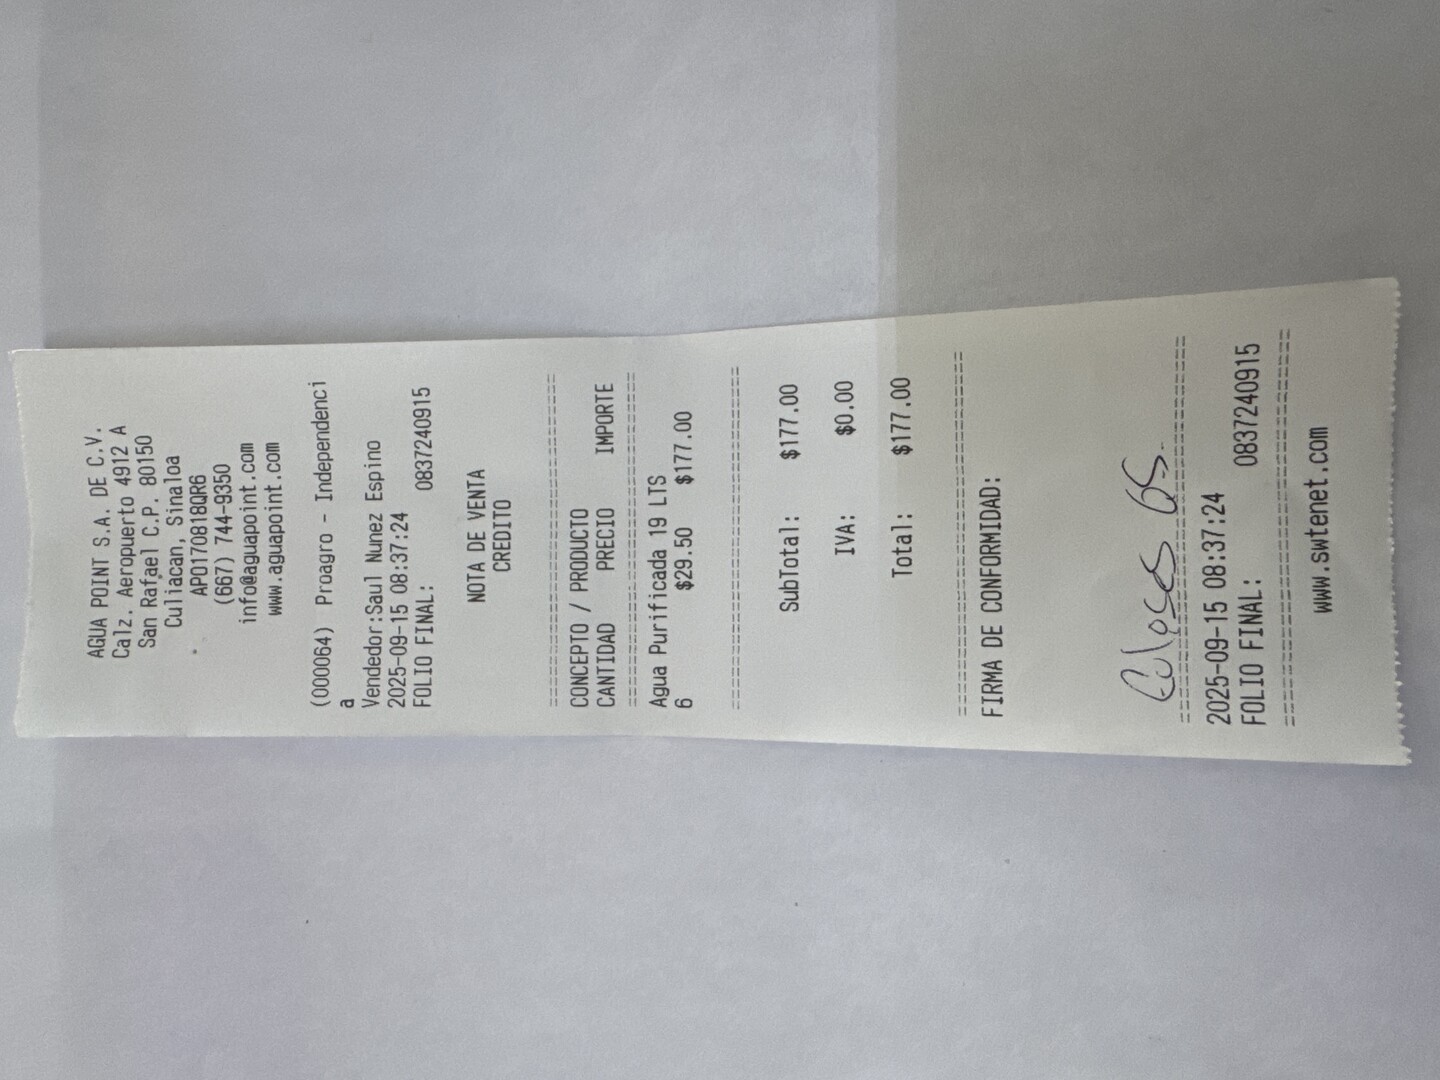 AGUA POINT S.A. DE C.V.
Calz. Aeropuerto 4912 A
San Rafael C.P. 80150
Culiacan, Sinaloa
APO170818QR6
(667) 744-9350
info@aguapoint.com
www.aguapoint.com
(000064) Proagro - Independenci
a
Vendedor:Saul Nunez Espino
2025-09-15 08:37:24
FOLIO FINAL: 0837240915
NOTA DE VENTA
CREDITO
==============================
CONCEPTO / PRODUCTO
CANTIDAD PRECIO IMPORTE
==============================
Agua Purificada 19 LTS
6 $29.50 $177.00
==============================
SubTotal: $177.00
IVA: $0.00
Total: $177.00
==============================
FIRMA DE CONFORMIDAD:
==============================
2025-09-15 08:37:24
FOLIO FINAL: 0837240915
==============================
www.swtenet.com